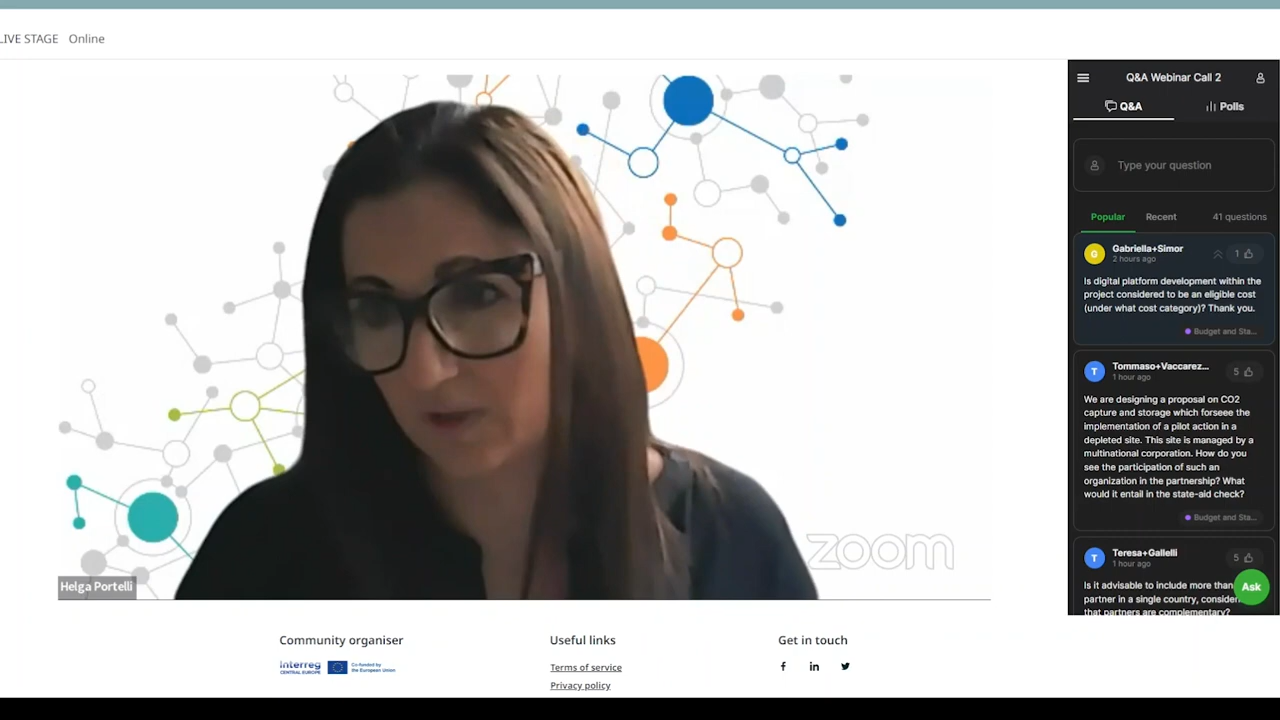 LIVE STAGE Online
Helga Portelli
zoom
Q&A Webinar Call 2
Q&A
Polls
Type your question
Popular
Recent
41 questions
G
Gabriella+Simor
2 hours ago
1
Is digital platform development within the
project considered to be an eligible cost
(under what cost category)? Thank you.
Budget and Sta...
T
Tommaso+Vaccarez...
1 hour ago
5
We are designing a proposal on CO2
capture and storage which forsee the
implementation of a pilot action in a
depleted site. This site is managed by a
multinational corporation. How do you
see the participation of such an
organization in the partnership? What
would it entail in the state-aid check?
Budget and Sta...
T
Teresa+Gallelli
1 hour ago
5
Is it advisable to include more than
partner in a single country, consider
that partners are complementary?
Ask
Community organiser
Interreg
CENTRAL EUROPE
Co-funded by
the European Union
Useful links
Terms of service
Privacy policy
Get in touch